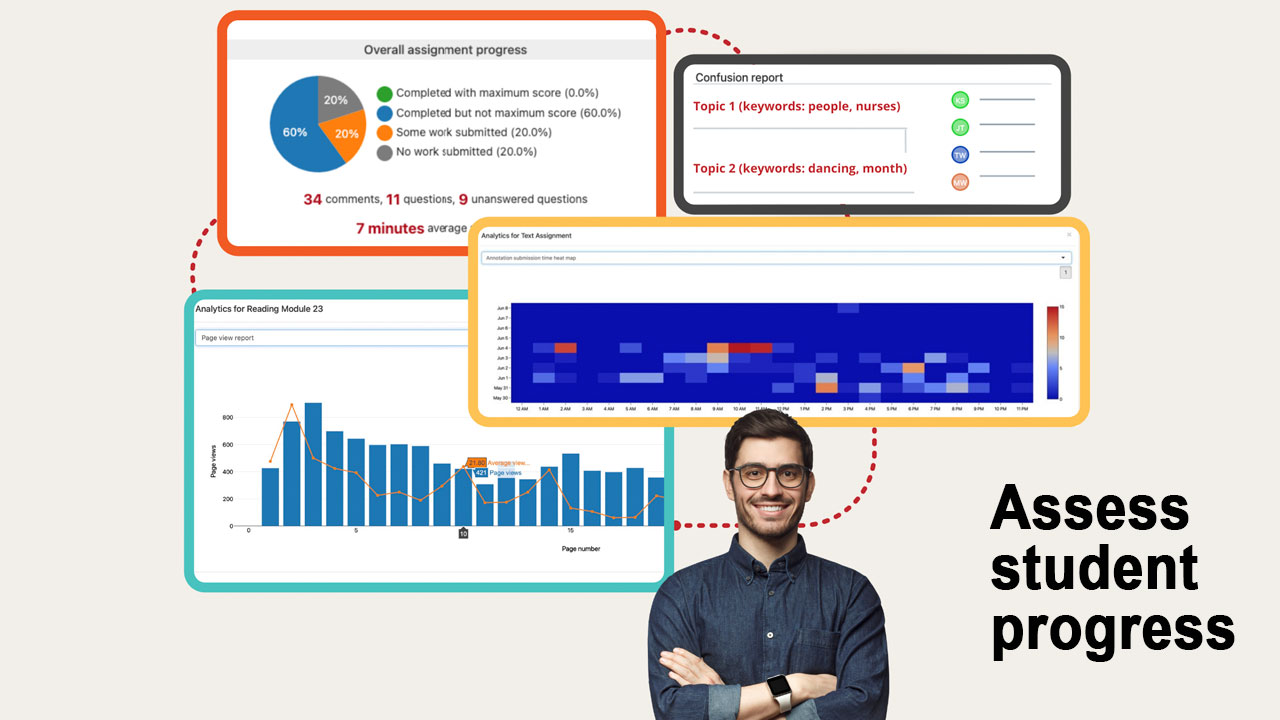 Overall assignment progress
20%
60%
20%
Completed with maximum score (0.0%)
Completed but not maximum score (60.0%)
Some work submitted (20.0%)
No work submitted (20.0%)
34 comments, 11 questions, 9 unanswered questions
7 minutes average
Confusion report
Topic 1 (keywords: people, nurses)
Topic 2 (keywords: dancing, month)
KS
JT
TW
MW
Analytics for Text Assignment
Annotation submission time heat map
1
Jun 8
Jun 7
Jun 6
Jun 5
Jun 4
Jun 3
Jun 2
Jun 1
May 31
May 30
12 AM 1 AM 2 AM 3 AM 4 AM 5 AM 6 AM 7 AM 8 AM 9 AM 10 AM 11 AM 12 PM 1 PM 2 PM 3 PM 4 PM 5 PM 6 PM 7 PM 8 PM 9 PM 10 PM 11 PM
15
10
5
0
Analytics for Reading Module 23
Page view report
Page views
800
600
400
200
0
0 5 10 15
21.80 Average view...
421 Page views
Page number
Assess
student
progress